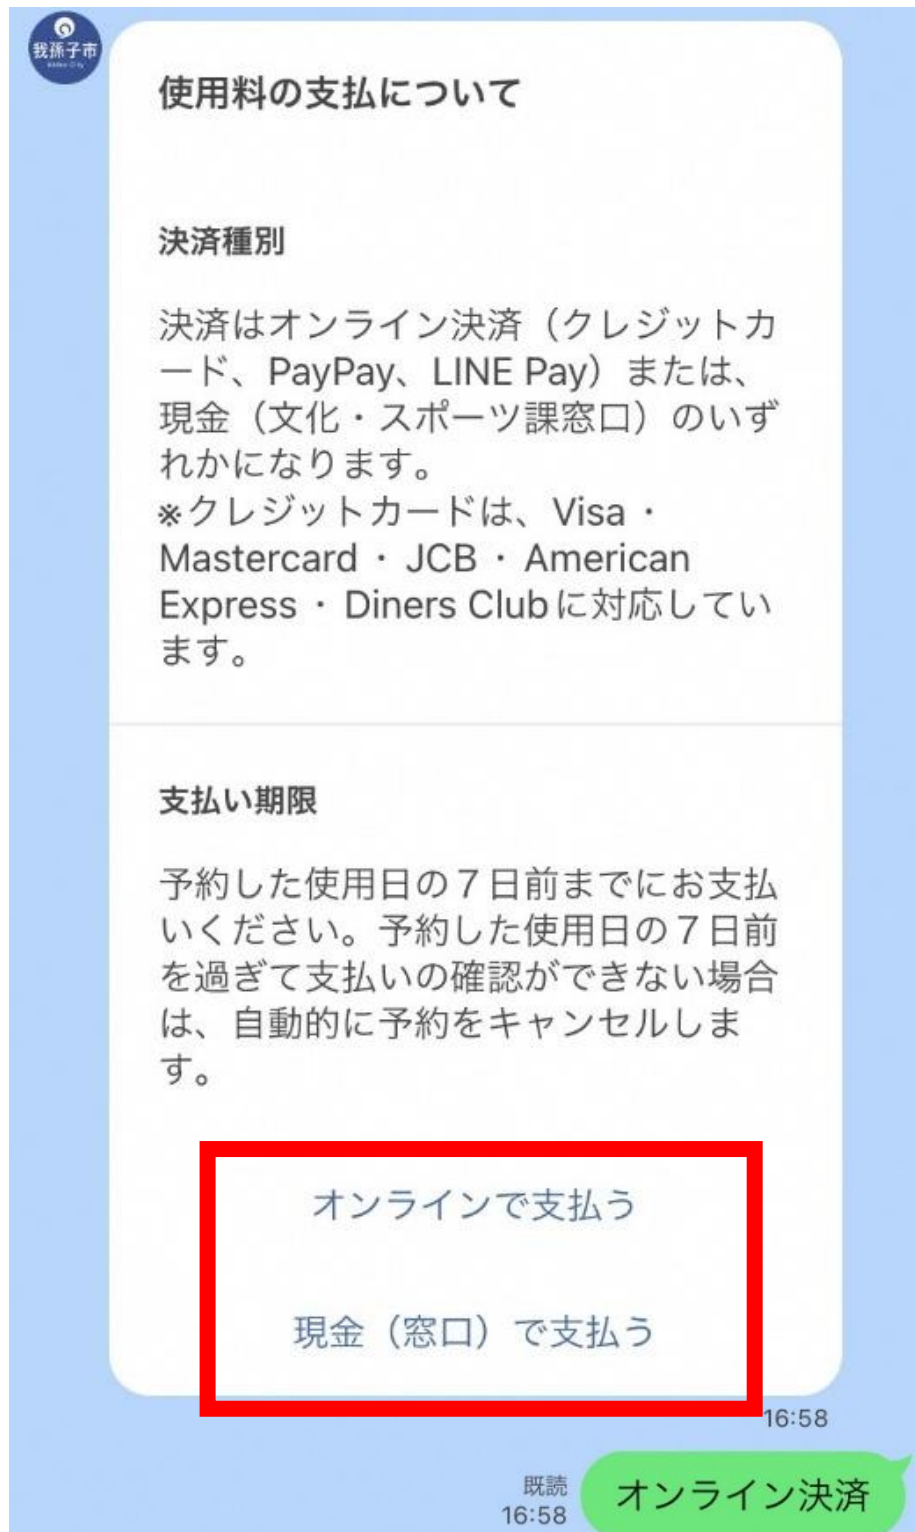 我孫子市
使用料の支払について
決済種別
決済はオンライン決済（クレジットカ
ード、PayPay、LINE Pay）または、
現金（文化・スポーツ課窓口）のいず
れかになります。
※クレジットカードは、Visa・
Mastercard・JCB・American
Express・Diners Clubに対応してい
ます。
支払い期限
予約した使用日の７日前までにお支払
いください。予約した使用日の７日前
を過ぎて支払いの確認ができない場合
は、自動的に予約をキャンセルしま
す。
オンラインで支払う
現金（窓口）で支払う
16:58
既読
16:58
オンライン決済